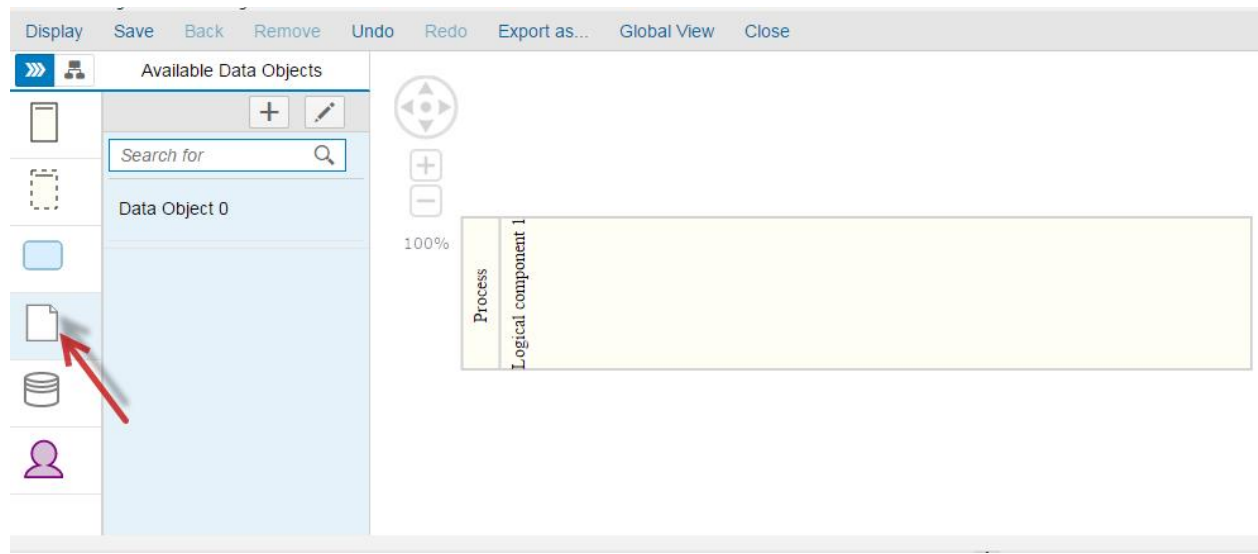 Display Save Back Remove Undo Redo Export as... Global View Close
Available Data Objects
Search for
Data Object 0
100%
Process
Logical component 1